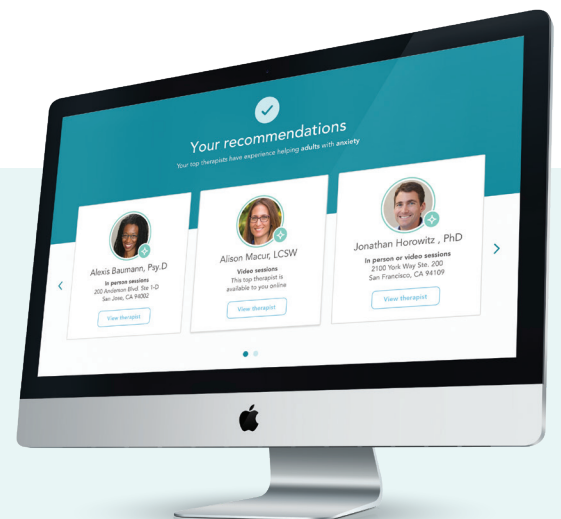 Your recommendations
Your top therapists have experience helping adults with anxiety
Alexis Baumann, Psy.D
In person sessions
200 Anderson Blvd. Ste 1-D
San Jose, CA 94002
View therapist
Alison Macur, LCSW
Video sessions
This top therapist is
available to you online
View therapist
Jonathan Horowitz , PhD
In person or video sessions
2100 York Way Ste. 200
San Francisco, CA 94109
View therapist